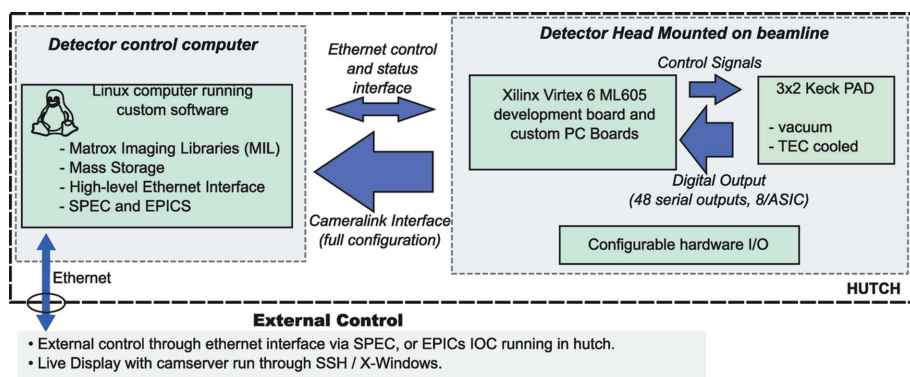 Detector control computer
Linux computer running
custom software
- Matrox Imaging Libraries (MIL)
- Mass Storage
- High-level Ethernet Interface
- SPEC and EPICS
Ethernet control
and status
interface
Cameralink Interface
(full configuration)
Detector Head Mounted on beamline
Xilinx Virtex 6 ML605
development board and
custom PC Boards
Control Signals
3x2 Keck PAD
- vacuum
- TEC cooled
Digital Output
(48 serial outputs, 8/ASIC)
Configurable hardware I/O
Ethernet
HUTCH
External Control
• External control through ethernet interface via SPEC, or EPICs IOC running in hutch.
• Live Display with camserver run through SSH / X-Windows.